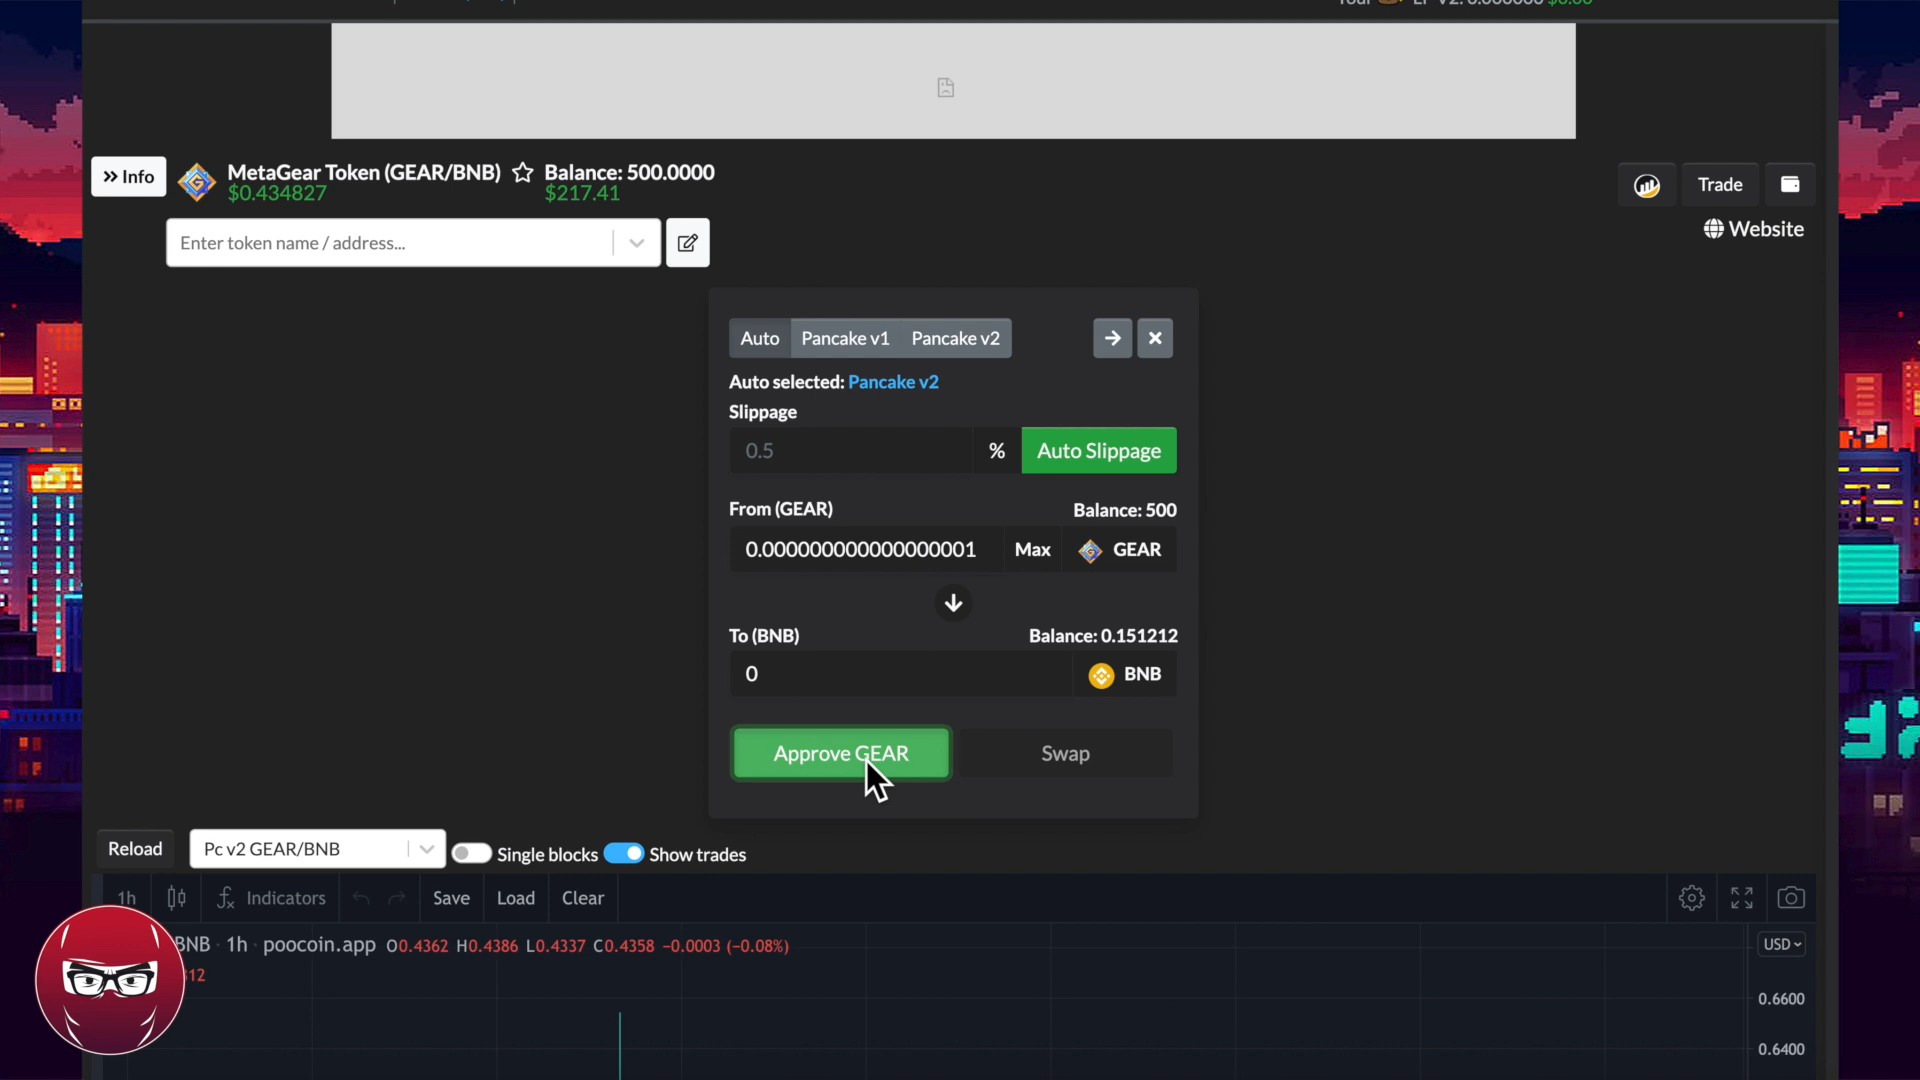 Info
MetaGear Token (GEAR/BNB)
Balance: 500.0000
$0.434827
$217.41
Trade
Enter token name / address...
Website
Auto
Pancake v1
Pancake v2
Auto selected: Pancake v2
Slippage
0.5
%
Auto Slippage
From (GEAR)
Balance: 500
0.000000000000000001
Max
GEAR
To (BNB)
Balance: 0.151212
0
BNB
Approve GEAR
Swap
Reload
Pc v2 GEAR/BNB
Single blocks
Show trades
1h
Indicators
Save
Load
Clear
BNB · 1h · poocoin.app O0.4362 H0.4386 L0.4337 C0.4358 −0.0003 (−0.08%)
USD
12
0.6600
0.6400